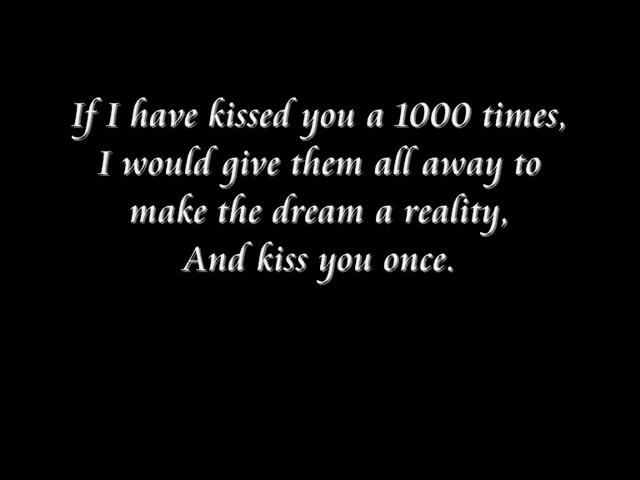 If I have kissed you a 1000 times,
I would give them all away to
make the dream a reality,
And kiss you once.